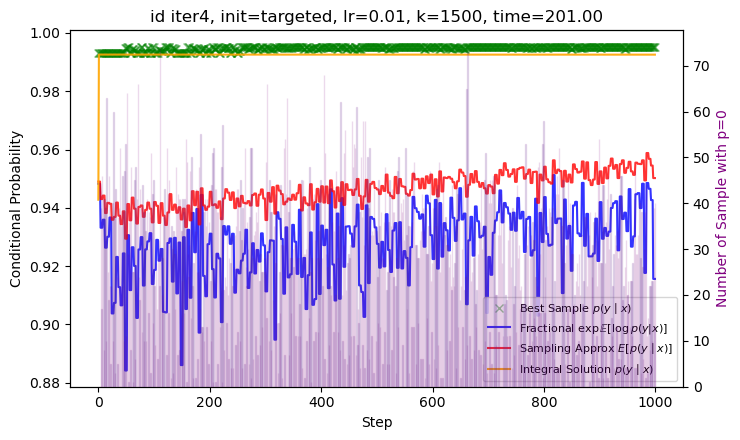 id iter4, init=targeted, lr=0.01, k=1500, time=201.00
Conditional Probability
1.00
0.98
0.96
0.94
0.92
0.90
0.88
0
200
400
600
800
1000
Step
70
60
50
40
30
20
10
0
Number of Sample with p=0
Best Sample p(y | x)
Fractional exp𝔼[log p(y|x)]
Sampling Approx E[p(y | x)]
Integral Solution p(y | x)